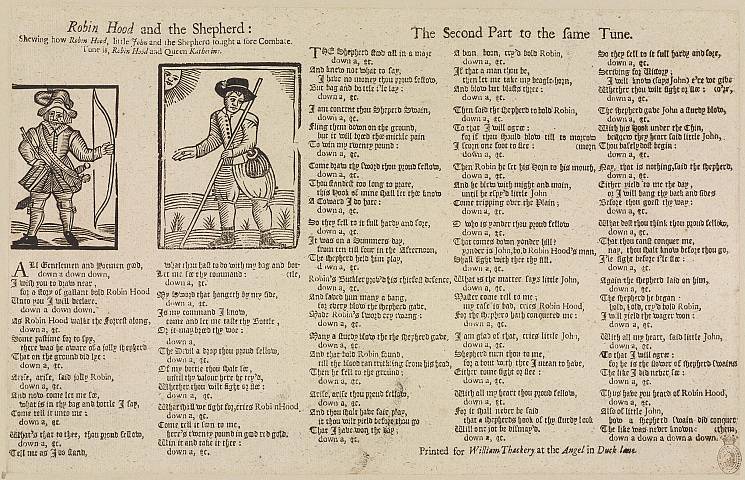 Robin Hood and the Shepherd:
Shewing how Robin Hood, little John and the Shepherd fought a sore Combate.
Tune is, Robin Hood and Queen Katherine.
All Gentlemen and Yeomen good,
down a down down,
I wish you to draw near,
for a story of gallant bold Robin Hood
Unto you I will declare.
down a down down.
As Robin Hood walkt the Forrest along,
down a, &c.
Some pastime for to spy,
there was he aware of a jolly shepherd
That on the ground did lye:
down a, &c.
Arise, arise, said jolly Robin,
down a, &c.
And now come let me see,
what is in thy bag and bottle I say,
Come tell it unto me:
down a, &c.
What's that to thee, thou proud fellow,
down a, &c.
Tell me as I do stand,
what thou hast to do with my bag and bot-
Let me see thy command: tle,
down a, &c.
My Sword that hangeth by my side,
down a, &c.
Is my command I know,
come and let me taste thy Bottle,
Or it may breed thy woe:
down a,
The Devil a drop thou proud fellow,
down a, &c.
Of my bottle thou shalt see,
until thy valour here be try'd,
Whether thou wilt fight or flee:
down a, &c.
What shall we fight for, cries Robin Hood,
down a, &c.
Come tell it soon to me,
here's twenty pound in good red gold,
Win it and take it thee:
down a, &c.
The Second Part to the same Tune.
The Shepherd stood all in a maze
down a, &c.
And knew not what to say,
I have no money thou proud fellow,
But bag and bottle i'le lay:
down a, &c.
I am content thou Sheperd Swain,
down a, &c.
Fling them down on the ground,
but it will breed thee mickle pain
To win my twenty pound:
down a, &c.
Come draw thy sword thou proud fellow,
down a, &c.
Thou standest too long to prate,
this hook of mine shall let thee know
A Coward I do hate:
down a, &c.
So they fell to it full hardy and sore,
down a, &c.
It was on a Summers day,
from ten till four in the Afternoon,
The shepherd held him play,
down a, &c.
Robin's Buckler prov'd his chiefest defence,
down a, &c.
And saved him many a bang,
for every blow the shepherd gave,
Made Robin's sword cry twang:
down a, &c.
Many a sturdy blow the the shepherd gave,
down a, &c.
And that bold Robin found,
till the blood ran trickling from his head,
Then he fell to the ground:
down a, &c.
Arise, arise thou proud fellow,
down a, &c.
And thou shalt have fair play,
if thou wilt yield before thou go
That I have won the day:
down a, &c.
A boon, boon, cry'd bold Robin,
down a, &c.
If that a man thou be,
then let me take my beagle-horn,
And blow but blasts three:
down a, &c.
Then said the shepherd to bold Robin,
down a, &c.
To that I will agree:
for if thou should blow till to morrow
I scorn one foot to flee: (morn
down a, &c.
Then Robin he set his horn to his mouth,
down a, &c.
And he blew with might and main,
until he espy'd little John
Come tripping over the Plain:
down a, &c.
O who is yander thou proud fellow
down a, &c.
That comes down yonder hill?
yander is John, bold Robin Hood's man,
Shall fight with thee thy fill.
down a, &c.
What is the matter says little John,
down a, &c.
Master come tell to me;
my case is bad, cries Robin Hood,
For the shepherd hath conquered me:
down a, &c.
I am glad of that, cries little John,
down a, &c.
Shepherd turn thou to me,
for a bout with thee I mean to have,
Either come fight or flee:
down a, &c.
With all my heart thou proud fellow,
down a, &c.
For it shall never be said
that a shepherds hook of thy sturdy look
Will one jot be dismay'd:
down a, &c.
So they fell to it full hardy and sore,
down a, &c.
Striving for Victory:
I will know (says John) e're we give
Whether thou wilt fight or flee: o'er,
down a, &c.
The shepherd gave John a sturdy blow,
down a, &c.
With his hook under the Chin,
beshrew thy heart said little John,
Thou basely dost begin:
down a, &c.
Nay, that is nothing, said the shepherd,
down a, &c.
Either yield to me the day,
or I will bang thy back and sides
Before thou goest thy way:
down a, &c.
What dost thou think thou proud fellow,
down a, &c.
That thou canst conquer me,
nay, thou shalt know before thou go,
I'le fight before i'le flee:
down a, &c.
Again the shepherd laid on him,
down a, &c.
The shepherd he began:
hold, hold, cry'd bold Robin,
I will yield the wager won:
down a, &c.
With all my heart, said little John,
down a, &c.
To that I will agree:
for he is the flower of shepherd swains
The like I did never see:
down a, &c.
Thus have you heard of Robin Hood,
down a, &c.
Also of little John,
how a shepherd swain did conquer
The like was never known: (them,
down a down a down a down.
Printed for William Thackery at the Angel in Duck lane.